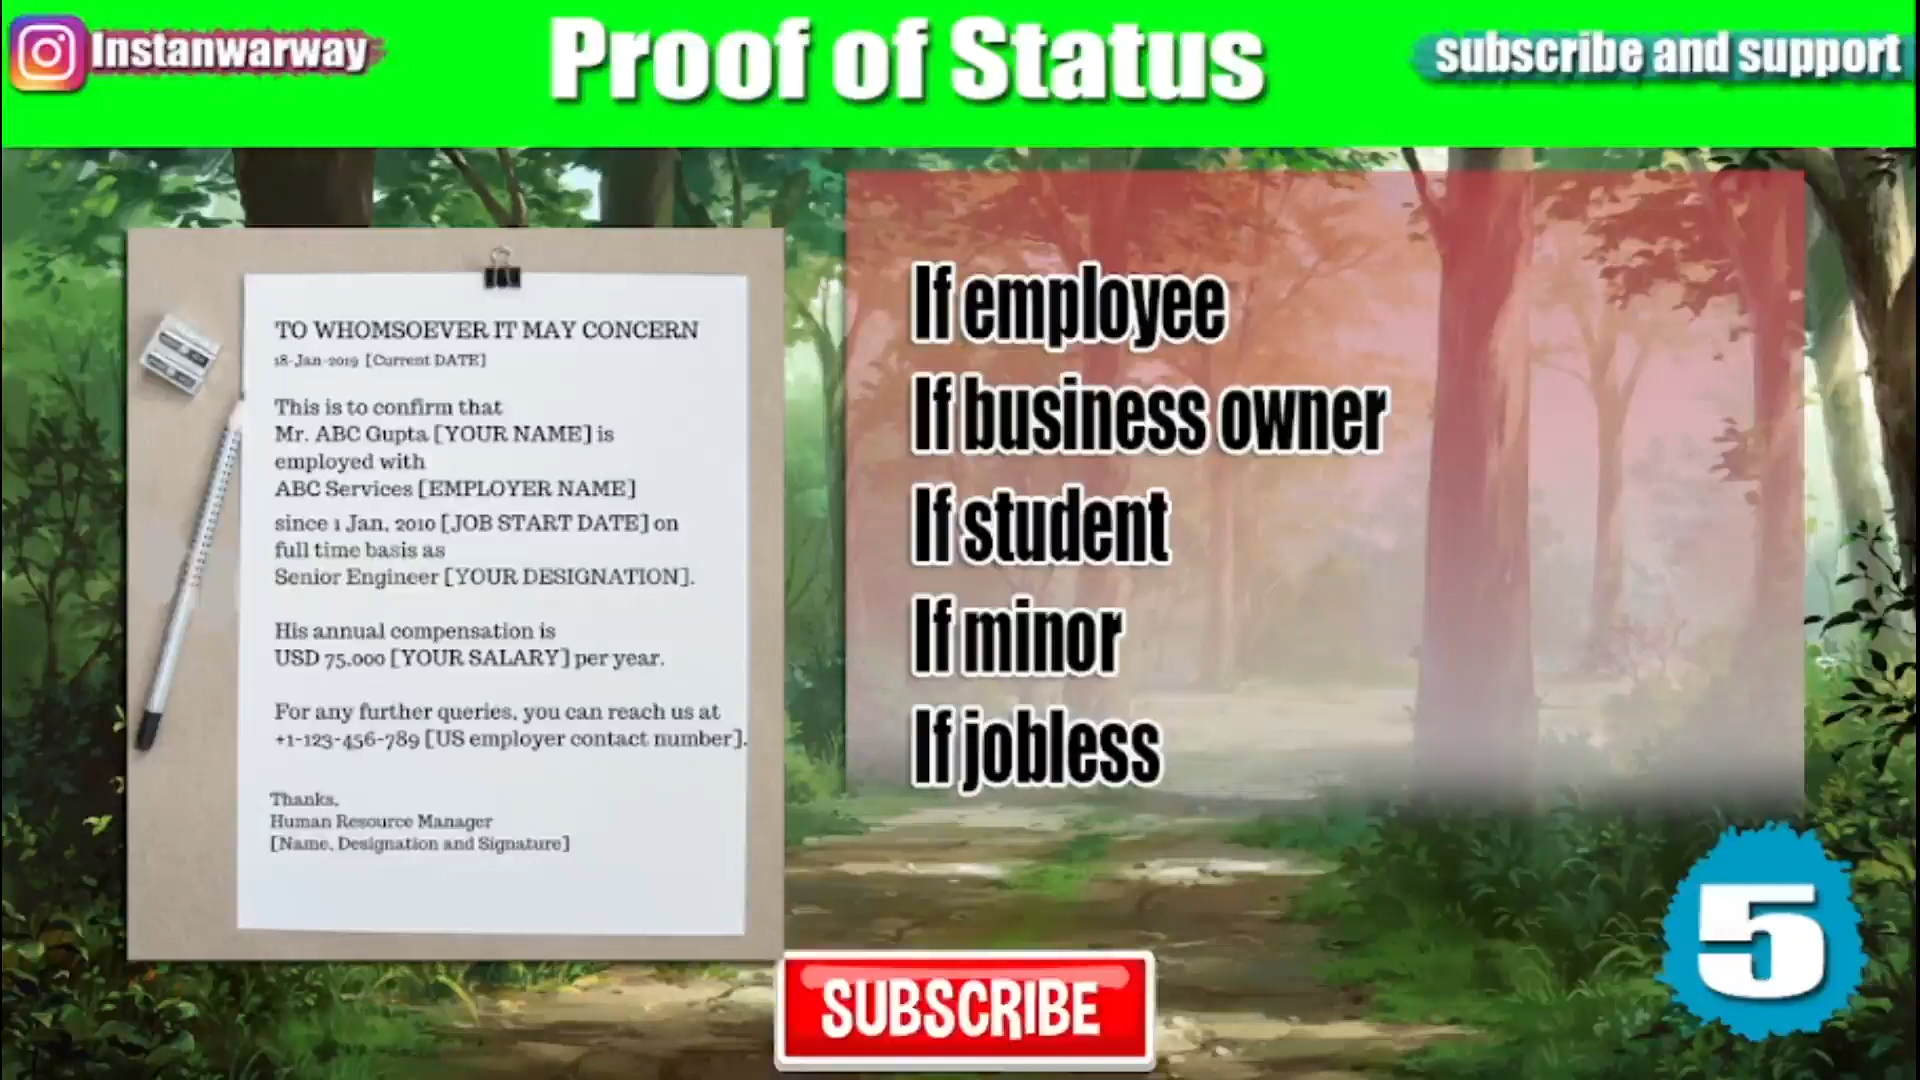 Instanwarway
Proof of Status
subscribe and support
TO WHOMSOEVER IT MAY CONCERN
18-Jan-2019 [Current DATE]
This is to confirm that
Mr. ABC Gupta [YOUR NAME] is
employed with
ABC Services [EMPLOYER NAME]
since 1 Jan, 2010 [JOB START DATE] on
full time basis as
Senior Engineer [YOUR DESIGNATION].
His annual compensation is
USD 75,000 [YOUR SALARY] per year.
For any further queries, you can reach us at
+1-123-456-789 [US employer contact number].
Thanks,
Human Resource Manager
[Name, Designation and Signature]
If employee
If business owner
If student
If minor
If jobless
5
SUBSCRIBE